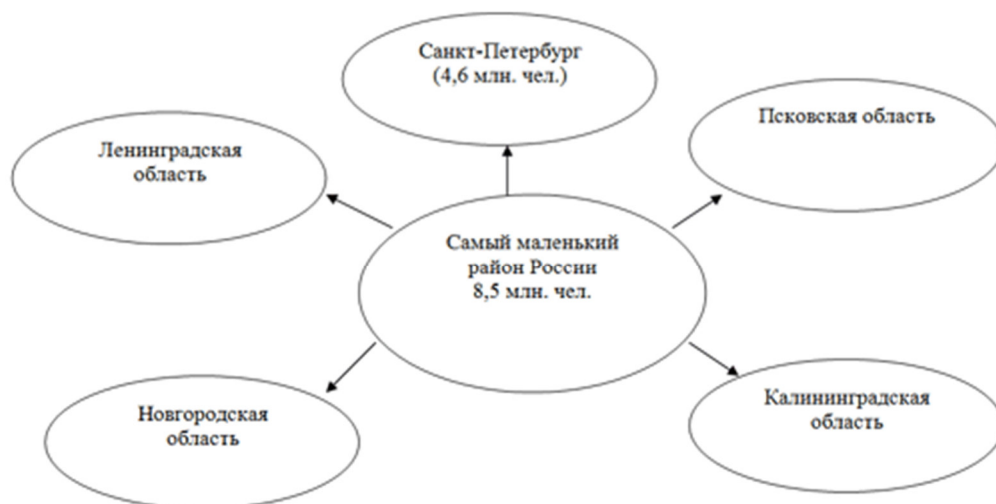 Санкт-Петербург
(4,6 млн. чел.)
Псковская область
Ленинградская
область
Самый маленький
район России
8,5 млн. чел.
Новгородская
область
Калининградская
область